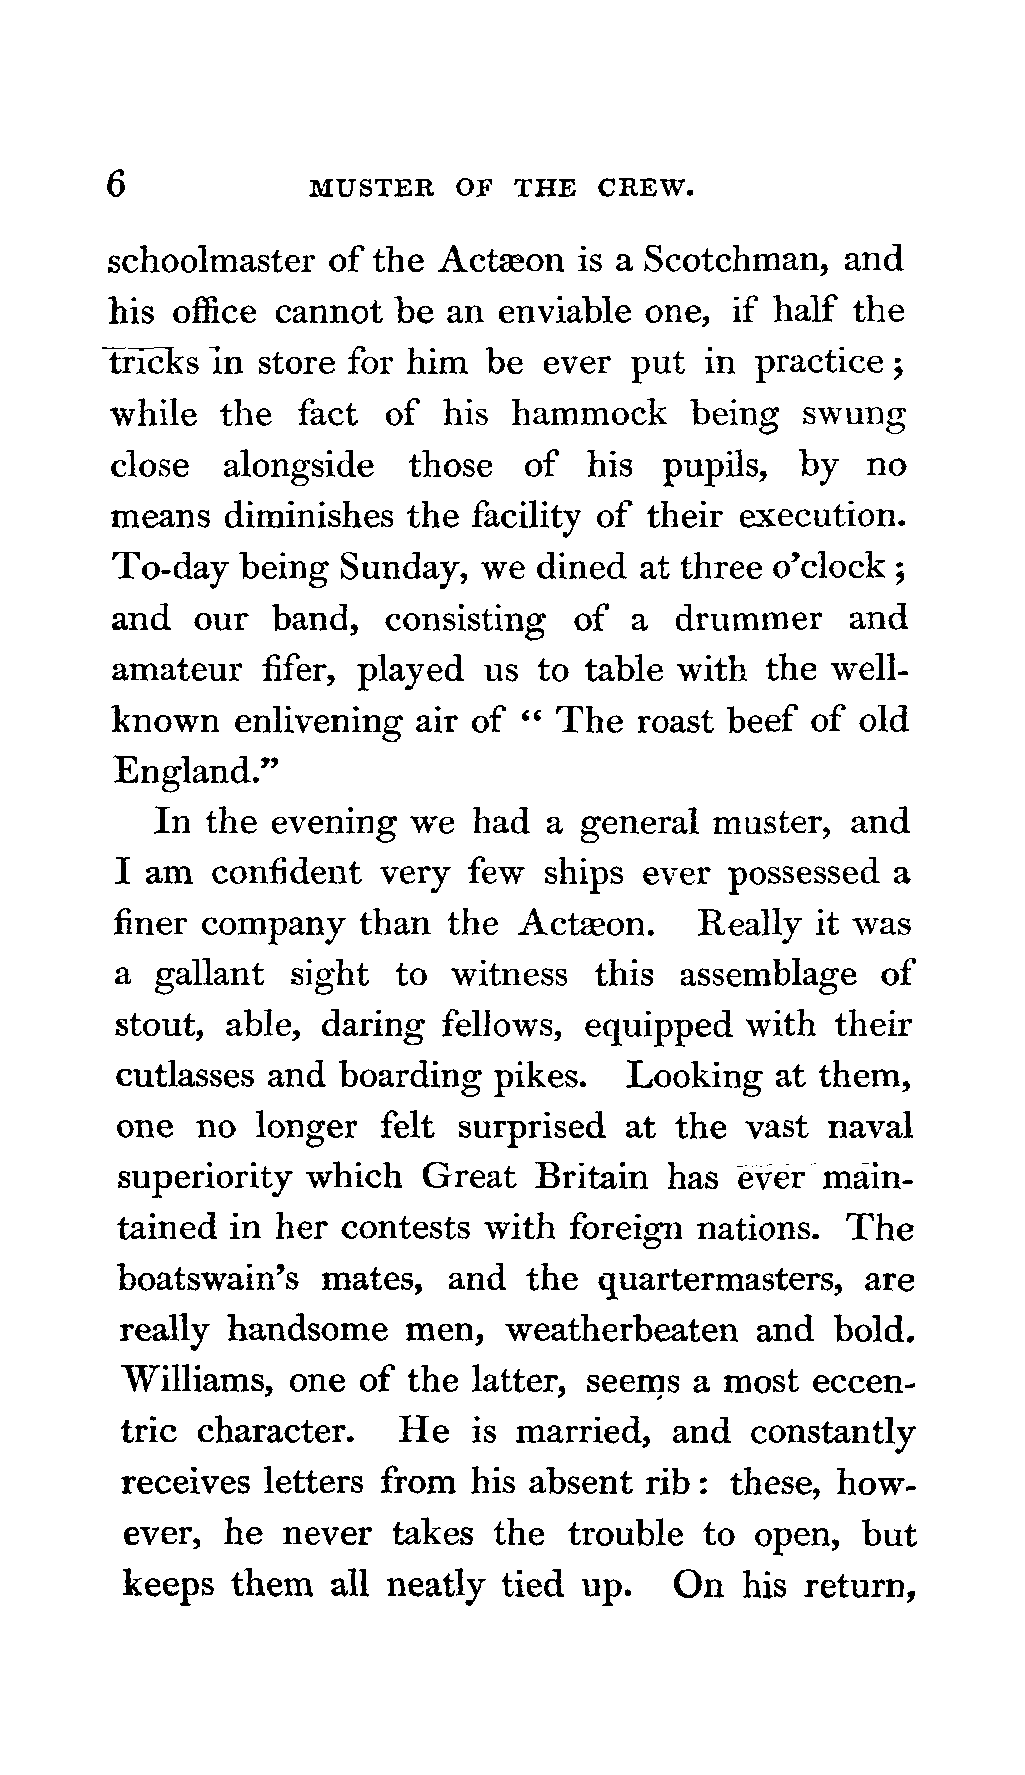 6 MUSTER OF THE CREW.
schoolmaster of the Actæon is a Scotchman, and
his office cannot be an enviable one, if half the
tricks in store for him be ever put in practice;
while the fact of his hammock being swung
close alongside those of his pupils, by no
means diminishes the facility of their execution.
To-day being Sunday, we dined at three o'clock;
and our band, consisting of a drummer and
amateur fifer, played us to table with the well-
known enlivening air of “ The roast beef of old
England.”
In the evening we had a general muster, and
I am confident very few ships ever possessed a
finer company than the Actæon. Really it was
a gallant sight to witness this assemblage of
stout, able, daring fellows, equipped with their
cutlasses and boarding pikes. Looking at them,
one no longer felt surprised at the vast naval
superiority which Great Britain has ever main-
tained in her contests with foreign nations. The
boatswain's mates, and the quartermasters, are
really handsome men, weatherbeaten and bold.
Williams, one of the latter, seems a most eccen-
tric character. He is married, and constantly
receives letters from his absent rib: these, how-
ever, he never takes the trouble to open, but
keeps them all neatly tied up. On his return,